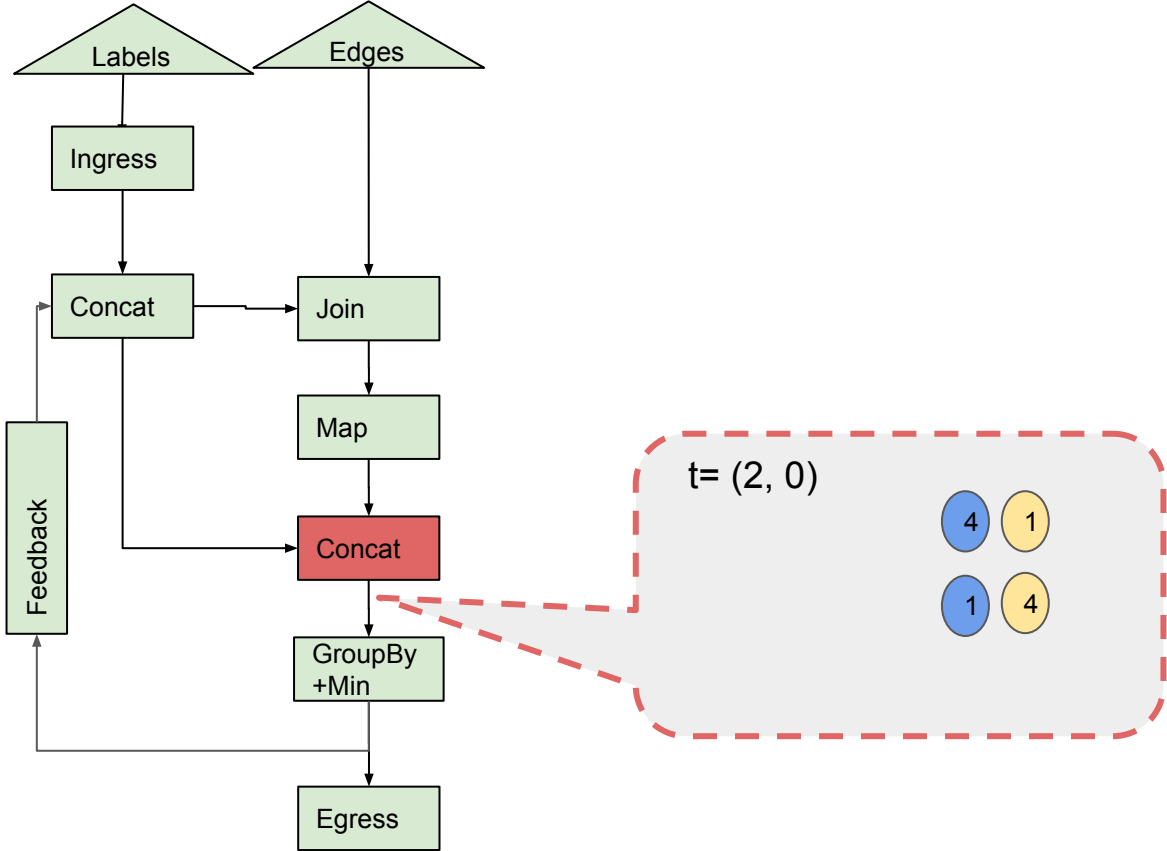 Labels
Edges
Ingress
Concat
Join
Map
Feedback
Concat
t= (2, 0)
4 1
1 4
GroupBy
+Min
Egress